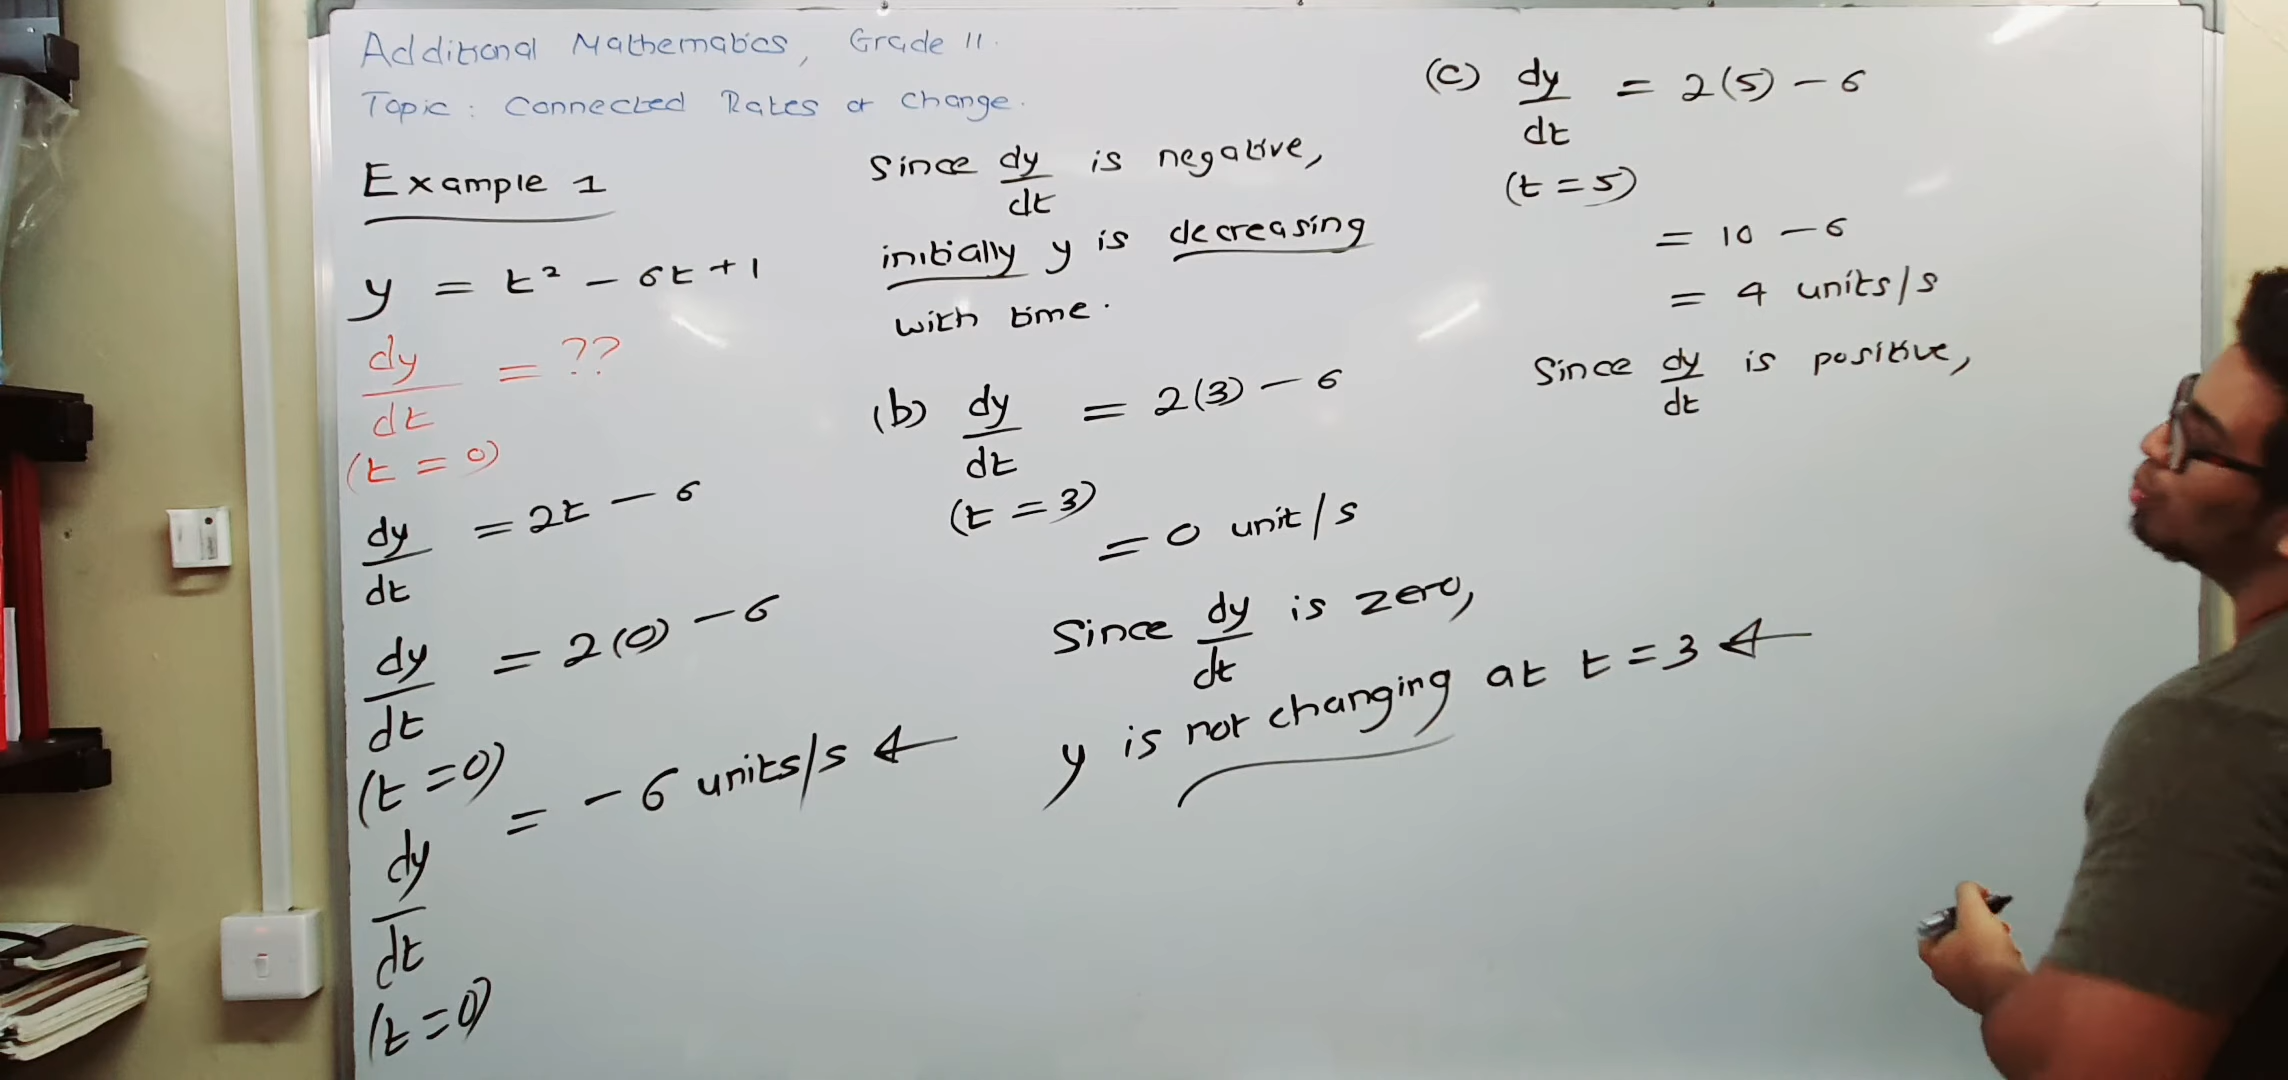 Additional Mathematics, Grade 11.
Topic: Connected Rates of Change.
Example 1
y = t² - 6t + 1
dy/dt = ??
(t = 0)
dy/dt = 2t - 6
dy/dt = 2(0) - 6
(t = 0)
= -6 units/s ←
dy/dt
(t = 0)
Since dy/dt is negative,
initially y is decreasing
with time.
(b) dy/dt = 2(3) - 6
(t = 3)
= 0 unit/s
Since dy/dt is zero,
y is not changing at t = 3 ←
(c) dy/dt = 2(5) - 6
(t = 5)
= 10 - 6
= 4 units/s
Since dy/dt is positive,